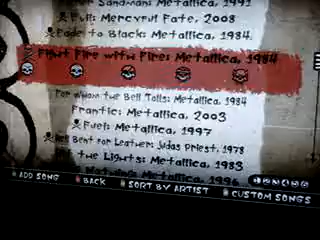 Sandman: Metallica, 1991
Evil: Mercyful Fate, 2008
Fade to Black: Metallica, 1984
Fight Fire with Fire: Metallica, 1984
For Whom the Bell Tolls: Metallica, 1984
Frantic: Metallica, 2003
Fuel: Metallica, 1997
Hell Bent for Leather: Judas Priest, 1978
the Lights: Metallica, 1983
Metallica, 1996
ADD SONG BACK SORT BY ARTIST CUSTOM SONGS